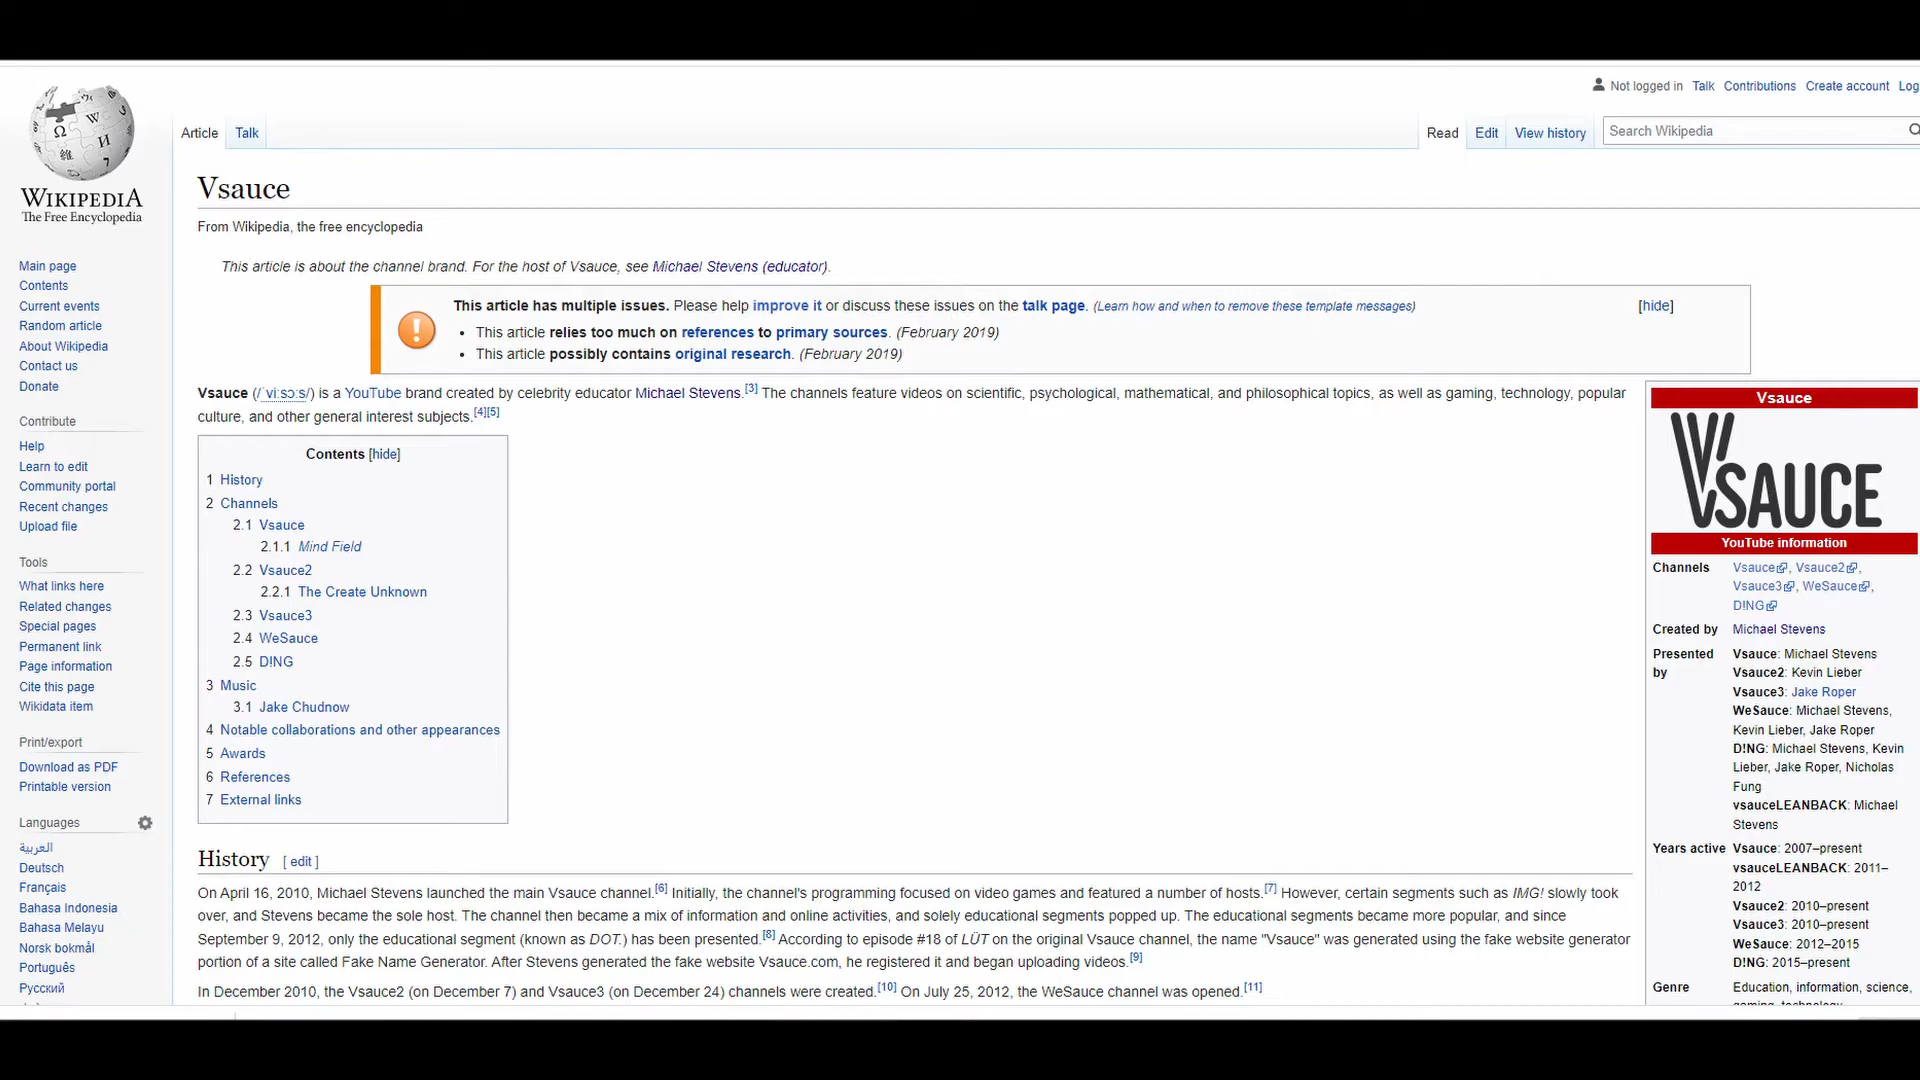 Not logged in Talk Contributions Create account Log
Article Talk Read Edit View history Search Wikipedia
WIKIPEDIA
The Free Encyclopedia
Main page
Contents
Current events
Random article
About Wikipedia
Contact us
Donate
Contribute
Help
Learn to edit
Community portal
Recent changes
Upload file
Tools
What links here
Related changes
Special pages
Permanent link
Page information
Cite this page
Wikidata item
Print/export
Download as PDF
Printable version
Languages
العربية
Deutsch
Français
Bahasa Indonesia
Bahasa Melayu
Norsk bokmål
Português
Русский
Vsauce
From Wikipedia, the free encyclopedia
This article is about the channel brand. For the host of Vsauce, see Michael Stevens (educator).
This article has multiple issues. Please help improve it or discuss these issues on the talk page. (Learn how and when to remove these template messages) [hide]
• This article relies too much on references to primary sources. (February 2019)
• This article possibly contains original research. (February 2019)
Vsauce (/ˈviːsɔːs/) is a YouTube brand created by celebrity educator Michael Stevens.[3] The channels feature videos on scientific, psychological, mathematical, and philosophical topics, as well as gaming, technology, popular
culture, and other general interest subjects.[4][5]
Contents [hide]
1 History
2 Channels
2.1 Vsauce
2.1.1 Mind Field
2.2 Vsauce2
2.2.1 The Create Unknown
2.3 Vsauce3
2.4 WeSauce
2.5 D!NG
3 Music
3.1 Jake Chudnow
4 Notable collaborations and other appearances
5 Awards
6 References
7 External links
History [ edit ]
On April 16, 2010, Michael Stevens launched the main Vsauce channel.[6] Initially, the channel's programming focused on video games and featured a number of hosts.[7] However, certain segments such as IMG! slowly took
over, and Stevens became the sole host. The channel then became a mix of information and online activities, and solely educational segments popped up. The educational segments became more popular, and since
September 9, 2012, only the educational segment (known as DOT.) has been presented.[8] According to episode #18 of LÜT on the original Vsauce channel, the name "Vsauce" was generated using the fake website generator
portion of a site called Fake Name Generator. After Stevens generated the fake website Vsauce.com, he registered it and began uploading videos.[9]
In December 2010, the Vsauce2 (on December 7) and Vsauce3 (on December 24) channels were created.[10] On July 25, 2012, the WeSauce channel was opened.[11]
Vsauce
VSAUCE
YouTube information
Channels Vsauce, Vsauce2,
Vsauce3, WeSauce,
D!NG
Created by Michael Stevens
Presented Vsauce: Michael Stevens
by Vsauce2: Kevin Lieber
Vsauce3: Jake Roper
WeSauce: Michael Stevens,
Kevin Lieber, Jake Roper
D!NG: Michael Stevens, Kevin
Lieber, Jake Roper, Nicholas
Fung
vsauceLEANBACK: Michael
Stevens
Years active Vsauce: 2007–present
vsauceLEANBACK: 2011–
2012
Vsauce2: 2010–present
Vsauce3: 2010–present
WeSauce: 2012–2015
D!NG: 2015–present
Genre Education, information, science,
gaming, technology,